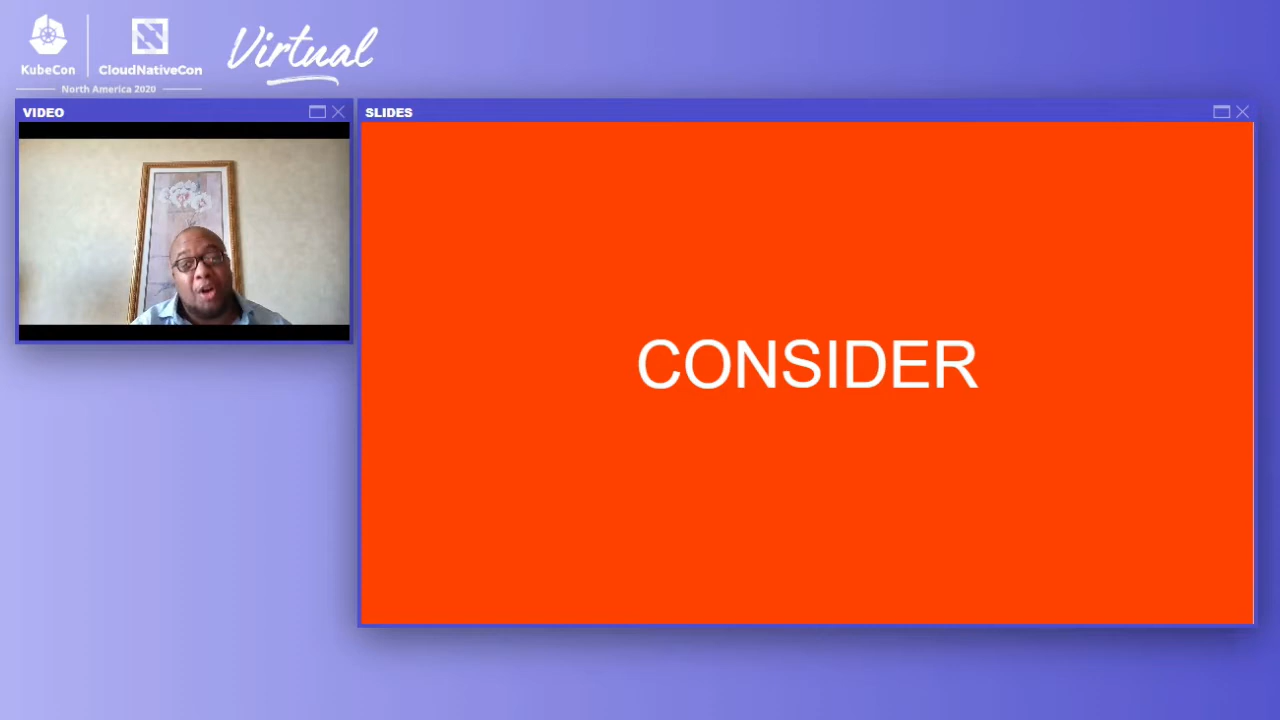 KubeCon
CloudNativeCon
North America 2020
Virtual
VIDEO
SLIDES
CONSIDER